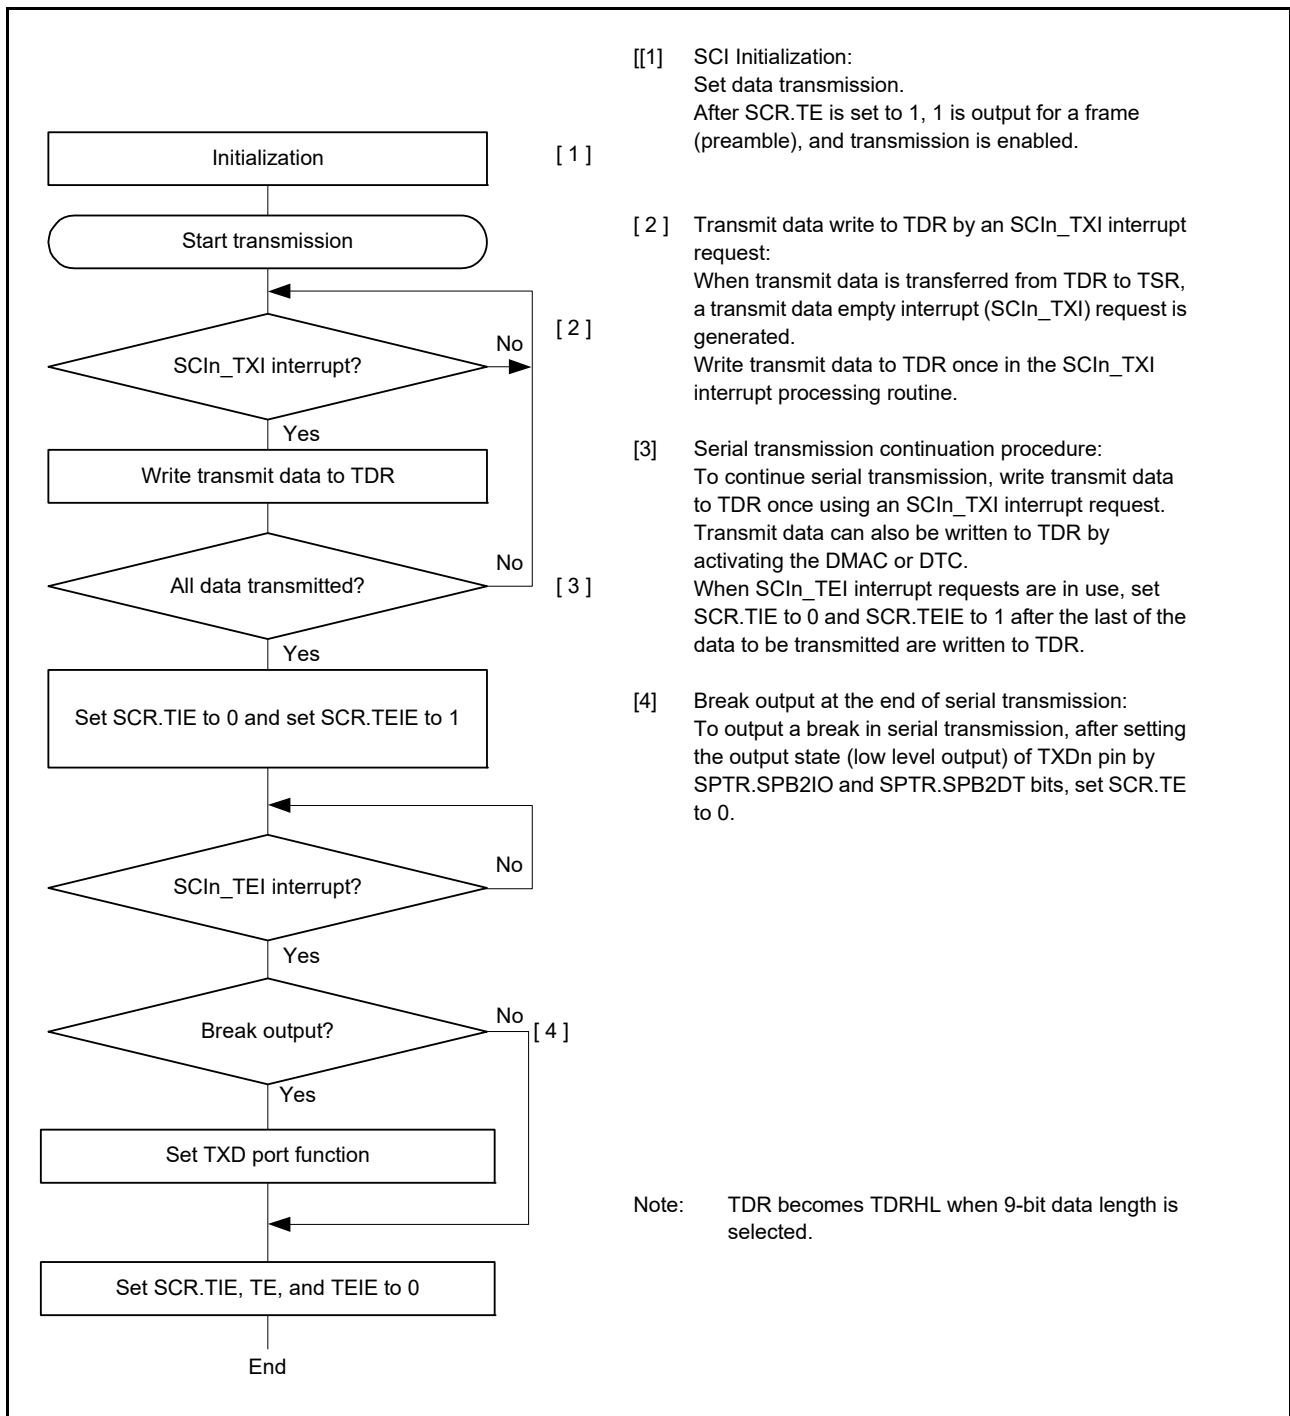 Initialization
[ 1 ]
Start transmission
[ 2 ]
SCIn_TXI interrupt?
No
Yes
Write transmit data to TDR
All data transmitted?
No
[ 3 ]
Yes
Set SCR.TIE to 0 and set SCR.TEIE to 1
SCIn_TEI interrupt?
No
Yes
Break output?
No
[ 4 ]
Yes
Set TXD port function
Set SCR.TIE, TE, and TEIE to 0
End
[[1] SCI Initialization:
Set data transmission.
After SCR.TE is set to 1, 1 is output for a frame
(preamble), and transmission is enabled.
[ 2 ] Transmit data write to TDR by an SCIn_TXI interrupt
request:
When transmit data is transferred from TDR to TSR,
a transmit data empty interrupt (SCIn_TXI) request is
generated.
Write transmit data to TDR once in the SCIn_TXI
interrupt processing routine.
[3] Serial transmission continuation procedure:
To continue serial transmission, write transmit data
to TDR once using an SCIn_TXI interrupt request.
Transmit data can also be written to TDR by
activating the DMAC or DTC.
When SCIn_TEI interrupt requests are in use, set
SCR.TIE to 0 and SCR.TEIE to 1 after the last of the
data to be transmitted are written to TDR.
[4] Break output at the end of serial transmission:
To output a break in serial transmission, after setting
the output state (low level output) of TXDn pin by
SPTR.SPB2IO and SPTR.SPB2DT bits, set SCR.TE
to 0.
Note: TDR becomes TDRHL when 9-bit data length is
selected.